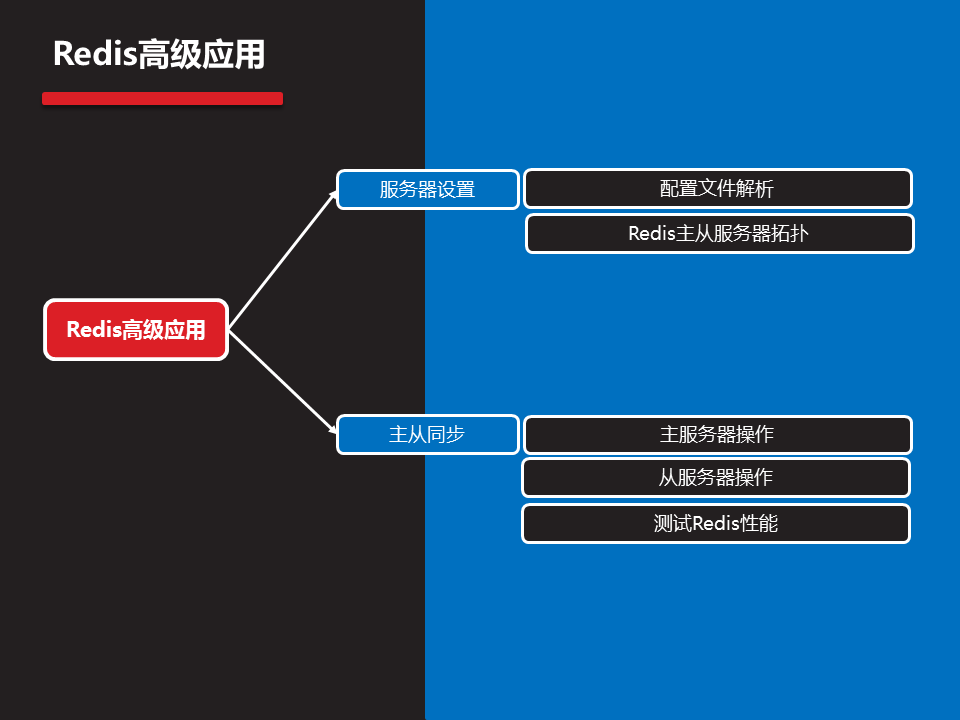 Redis高级应用
服务器设置
配置文件解析
Redis主从服务器拓扑
Redis高级应用
主从同步
主服务器操作
从服务器操作
测试Redis性能